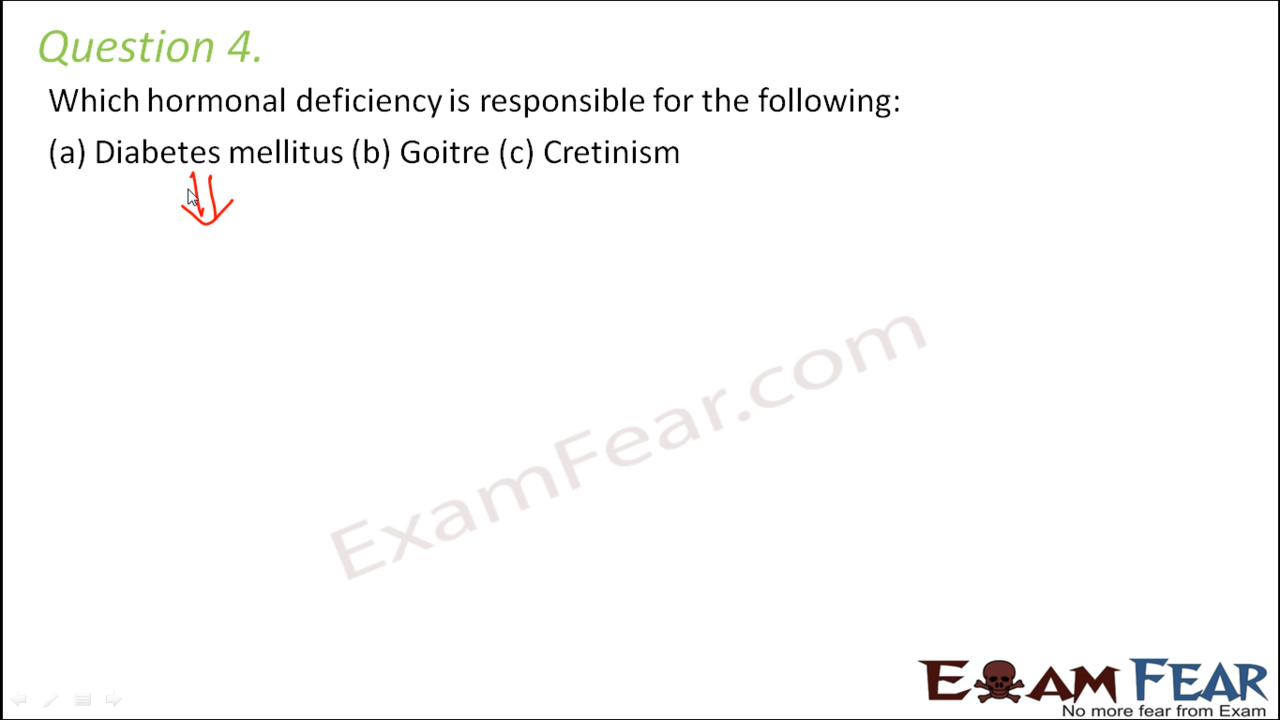 Question 4.
Which hormonal deficiency is responsible for the following:
(a) Diabetes mellitus (b) Goitre (c) Cretinism
ExamFear.com
EXAM FEAR
No more fear from Exam